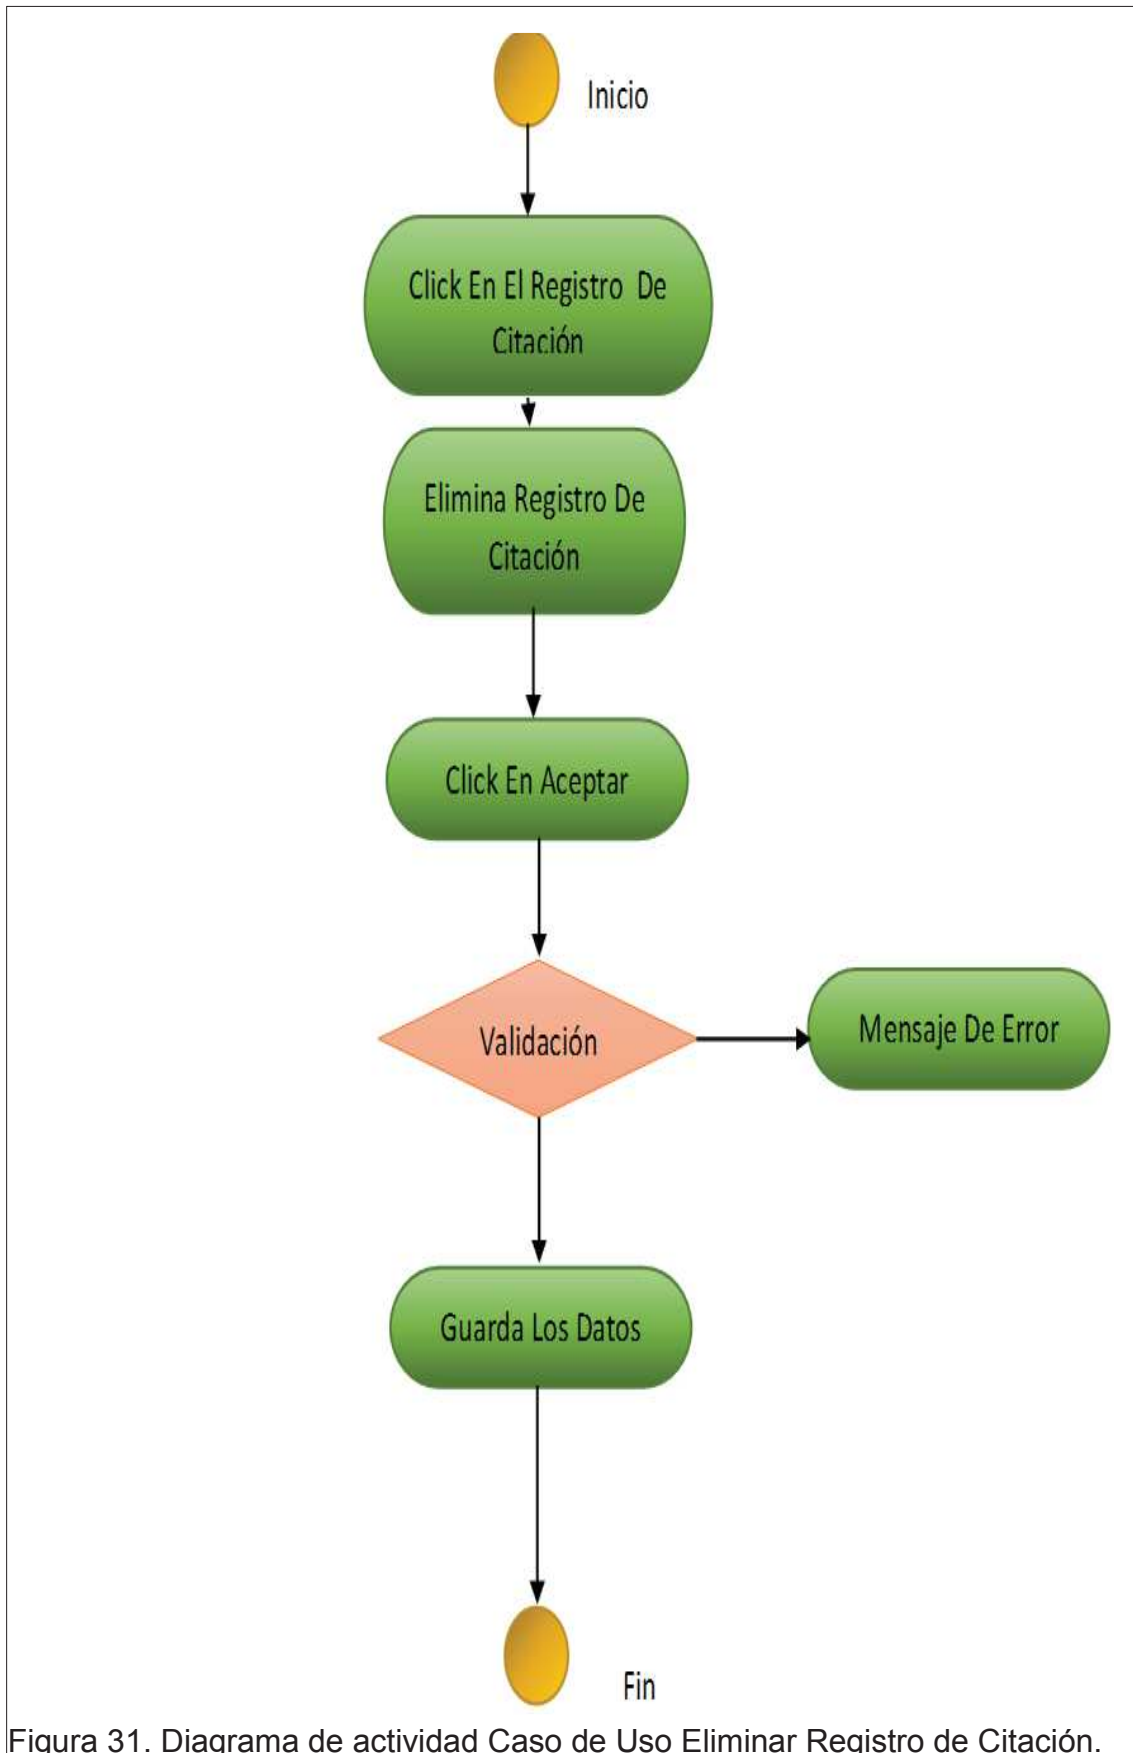 Inicio
Click En El Registro De
Citación
Elimina Registro De
Citación
Click En Aceptar
Validación
Mensaje De Error
Guarda Los Datos
Fin
Figura 31. Diagrama de actividad Caso de Uso Eliminar Registro de Citación.